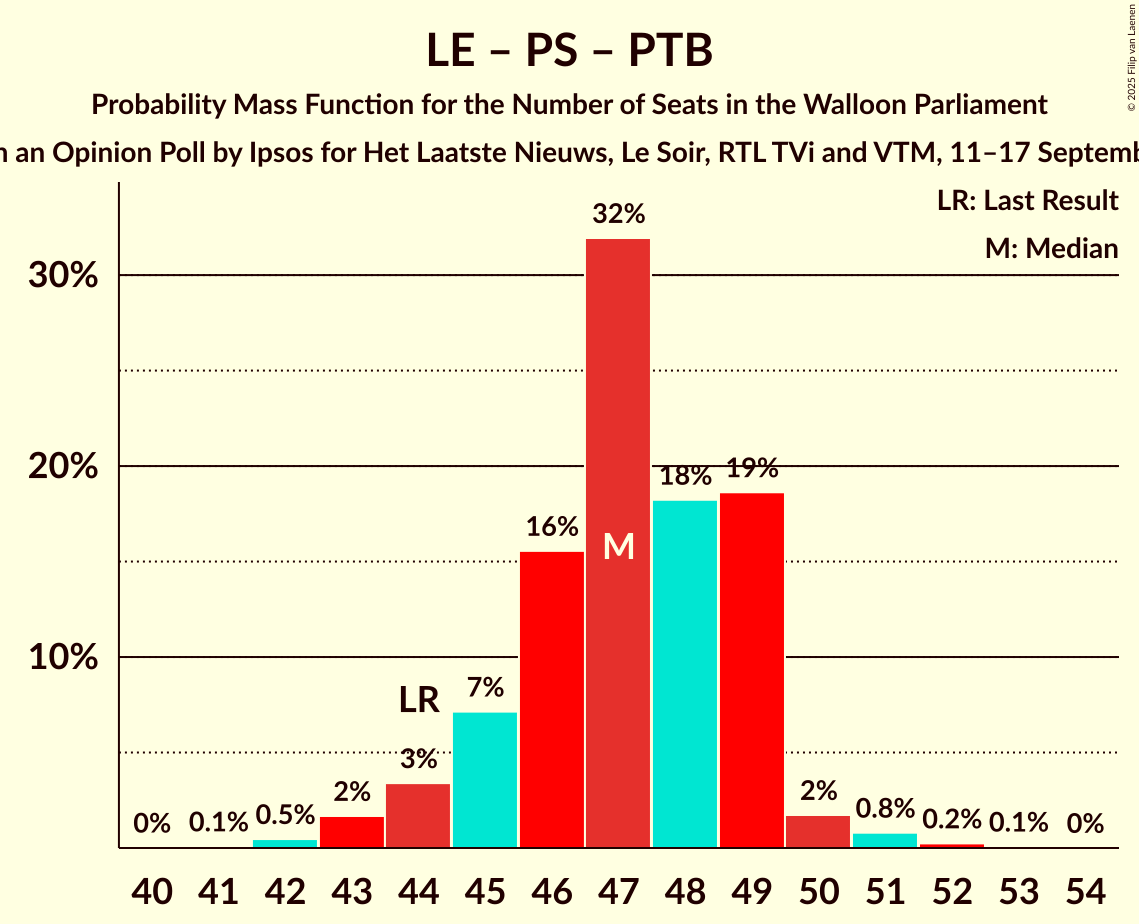 LE – PS – PTB
© 2025 Filip van Laenen
Probability Mass Function for the Number of Seats in the Walloon Parliament
an Opinion Poll by Ipsos for Het Laatste Nieuws, Le Soir, RTL TVi and VTM, 11–17
LR: Last Result
M: Median
32%
30%
20%
18% 19%
16%
M
10%
LR
7%
3%
2%
2%
0% 0.1% 0.5%
0.8% 0.2% 0.1% 0%
40 41 42 43 44 45 46 47 48 49 50 51 52 53 54